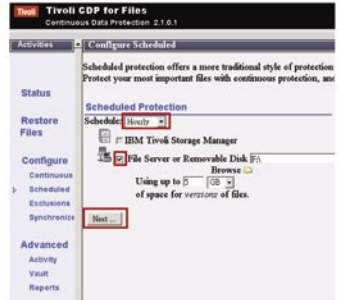 Tivoli Tivoli CDP for Files
Continuous Data Protection 2.1.0.1
Activities
Configure Scheduled
Scheduled protection offers a more traditional style of protection
Protect your most important files with continuous protection, and
Status
Restore Files
Configure
Continuous
Scheduled
Exclusions
Synchronize
Advanced
Activity
Vault
Reports
Scheduled Protection
Schedule: Hourly
IBM Tivoli Storage Manager
File Server or Removable Disk
Browse
Using up to 5 GB
of space for versions of files.
Next ...